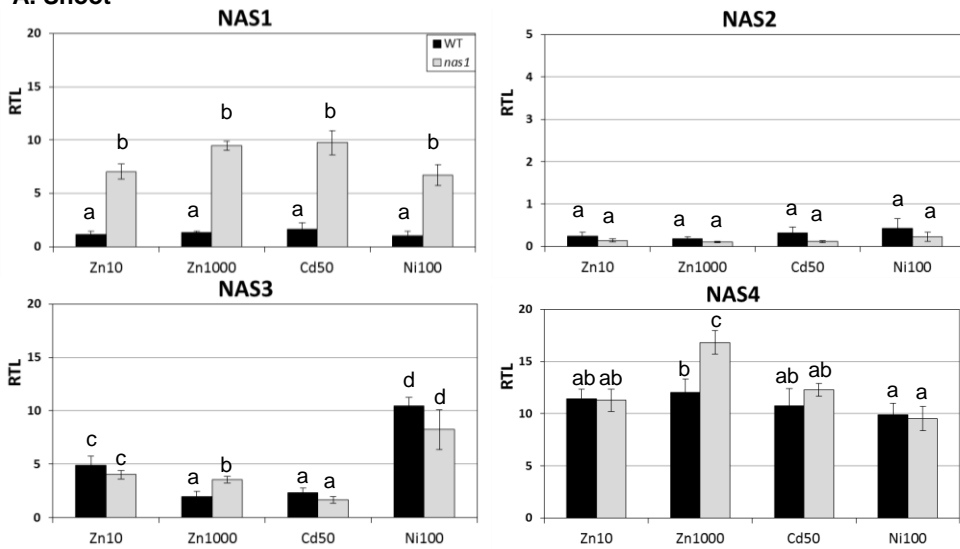 A. Shoot
NAS1
RTL
20
15
10
5
0
WT
nas1
a b a b a b a b
Zn10 Zn1000 Cd50 Ni100
NAS2
RTL
5
4
3
2
1
0
a a a a a a a a
Zn10 Zn1000 Cd50 Ni100
NAS3
RTL
20
15
10
5
0
c c a b a a d d
Zn10 Zn1000 Cd50 Ni100
NAS4
RTL
20
15
10
5
0
ab ab b c ab ab a a
Zn10 Zn1000 Cd50 Ni100